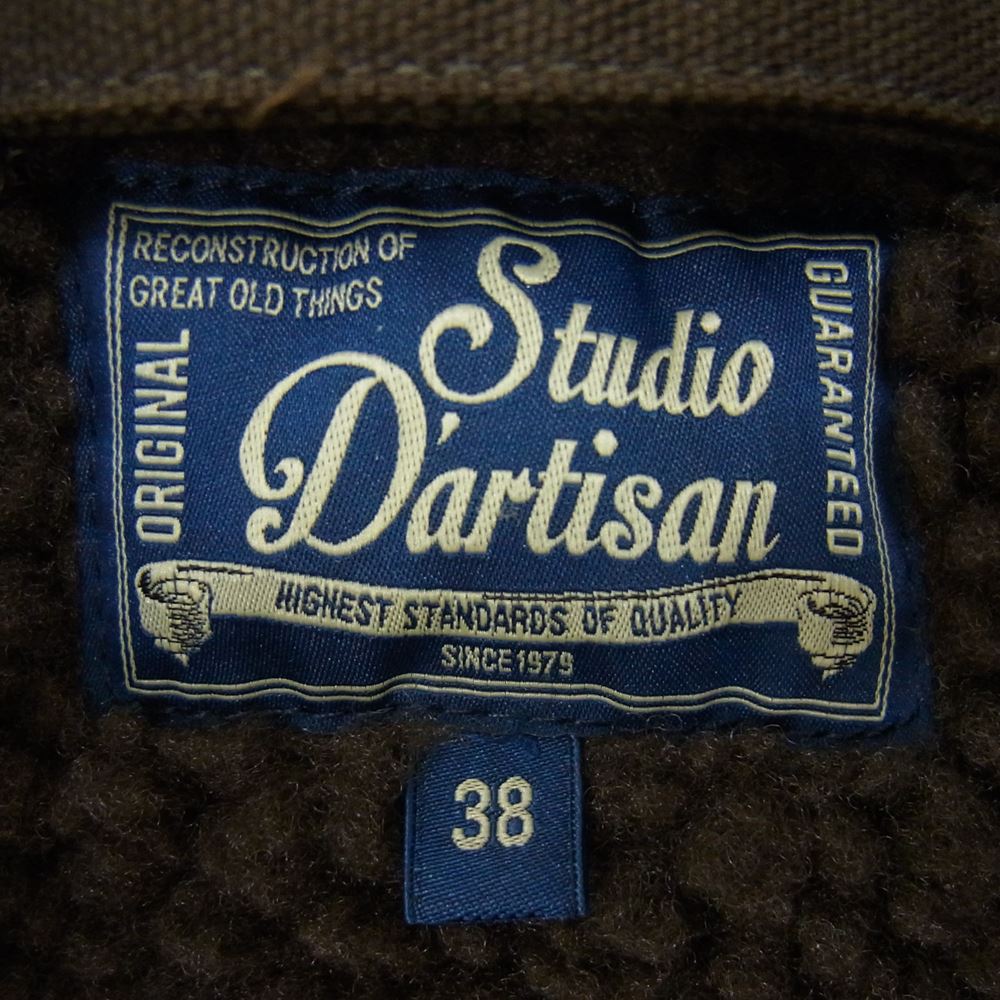 RECONSTRUCTION OF
GREAT OLD THINGS
ORIGINAL
Studio
D'artisan
GUARANTEED
HIGHEST STANDARDS OF QUALITY
SINCE 1979
38